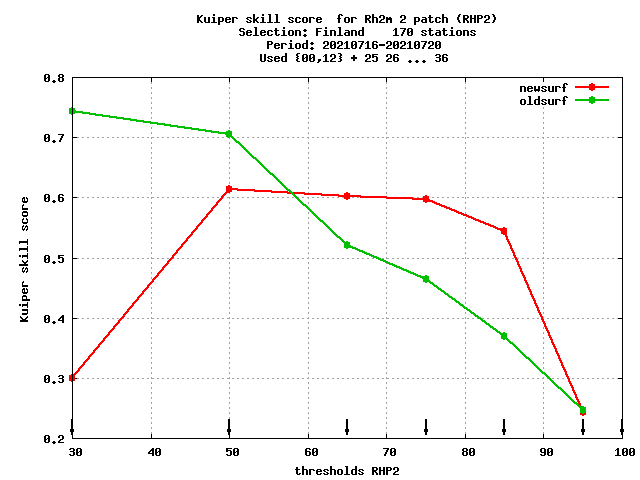 Kuiper skill score  for Rh2m 2 patch (RHP2)
Selection: Finland    170 stations
Period: 20210716-20210720
Used {00,12} + 25 26 ... 36
newsurf
oldsurf
0.8
0.7
0.6
0.5
0.4
0.3
0.2
Kuiper skill score
30 40 50 60 70 80 90 100
thresholds RHP2